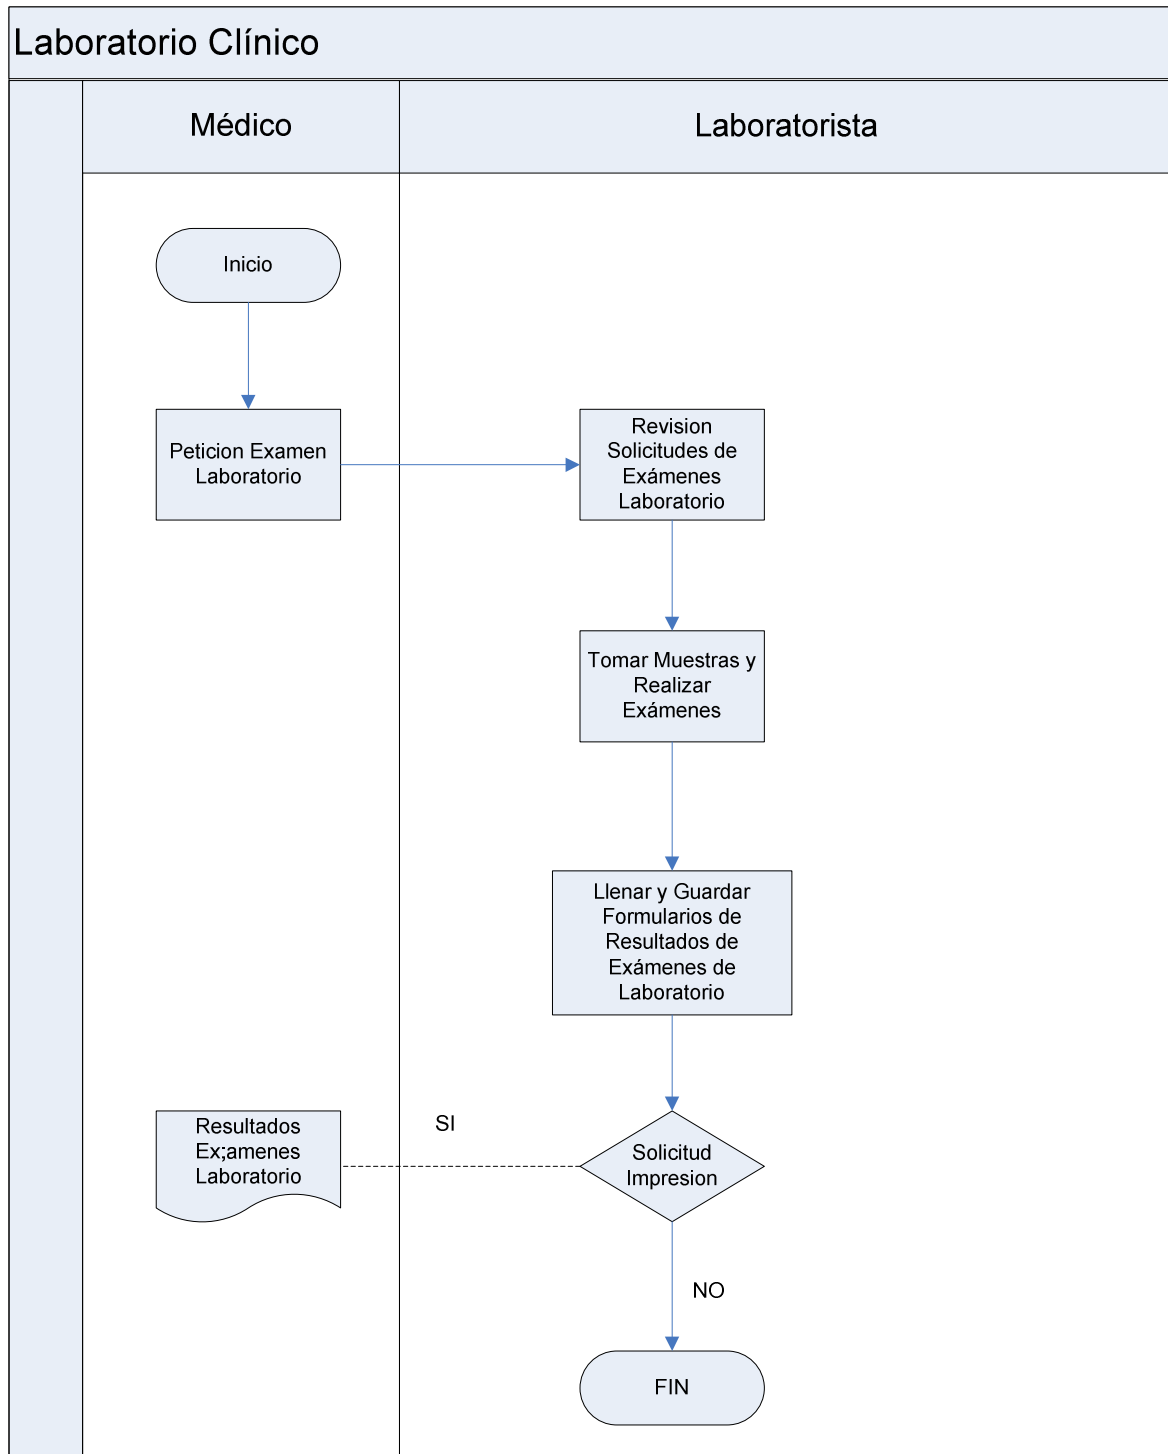 Laboratorio Clínico
Médico
Laboratorista
Inicio
Peticion Examen
Laboratorio
Revision
Solicitudes de
Exámenes
Laboratorio
Tomar Muestras y
Realizar
Exámenes
Llenar y Guardar
Formularios de
Resultados de
Exámenes de
Laboratorio
Resultados
Ex;amenes
Laboratorio
SI
Solicitud
Impresion
NO
FIN